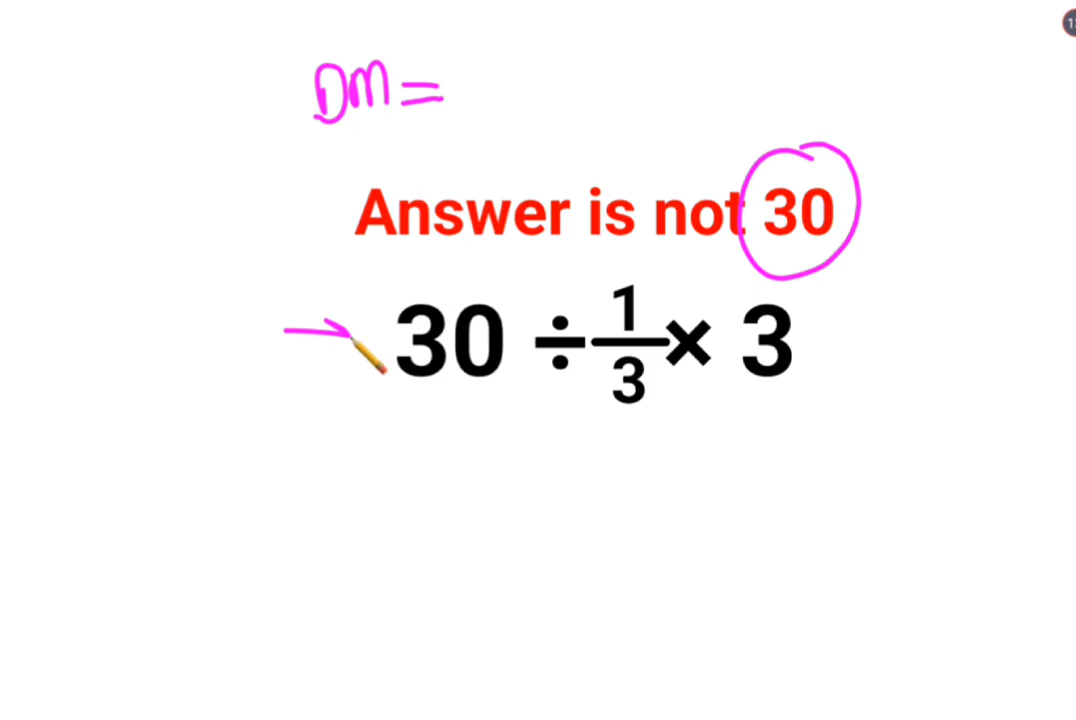 DM =
Answer is not 30
30 ÷ 1/3 × 3